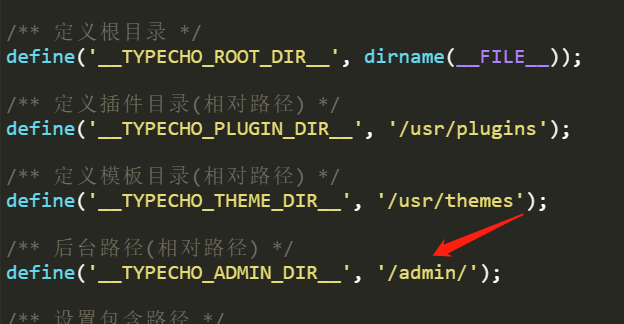 /** 定义根目录 */
define('__TYPECHO_ROOT_DIR__', dirname(__FILE__));
/** 定义插件目录(相对路径) */
define('__TYPECHO_PLUGIN_DIR__', '/usr/plugins');
/** 定义模板目录(相对路径) */
define('__TYPECHO_THEME_DIR__', '/usr/themes');
/** 后台路径(相对路径) */
define('__TYPECHO_ADMIN_DIR__', '/admin/');
/** 设置包含路径 */